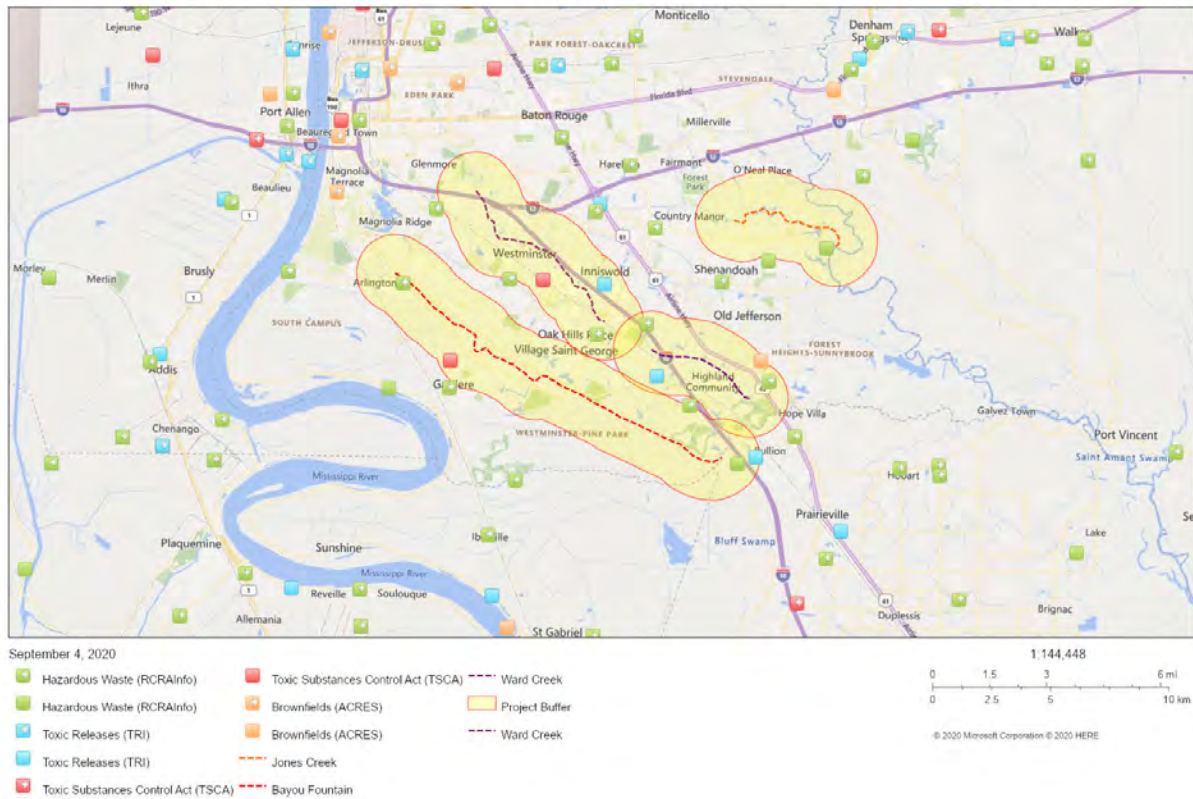 Lejeune
Monticello
Denham
Springs
Walker
JEFFERSON-DRUSILLA
PARK FOREST-OAKCREST
Ithra
STEVENDALE
EDEN PARK
Florida Blvd
Port Allen
Baton Rouge
Millerville
Beauregard Town
Glenmore
Fairmont
Magnolia
Terrace
Forest
Park
O'Neal Place
Beaulieu
Magnolia Ridge
Country Manor
Westminster
Morley
Merlin
Brusly
Inniswold
Shenandoah
Arlington
SOUTH CAMPUS
Old Jefferson
Oak Hills Place
Village Saint George
FOREST
HEIGHTS-SUNNYBROOK
Addis
Highland
Community
Hope Villa
Galvez Town
Chenango
WESTMINSTER-PINE PARK
Port Vincent
Saint Amant Swamp
Mississippi River
Hobart
Prairieville
Plaquemine
Sunshine
Bluff Swamp
Lake
Mississippi River
Reveille
Soulouque
Allemania
Duplessis
Brignac
St Gabriel
September 4, 2020
1:144,448
Hazardous Waste (RCRAInfo)
Toxic Substances Control Act (TSCA)
Ward Creek
0 1.5 3 6 mi
Hazardous Waste (RCRAInfo)
Brownfields (ACRES)
Project Buffer
0 2.5 5 10 km
Toxic Releases (TRI)
Brownfields (ACRES)
Ward Creek
© 2020 Microsoft Corporation © 2020 HERE
Toxic Releases (TRI)
Jones Creek
Toxic Substances Control Act (TSCA)
Bayou Fountain